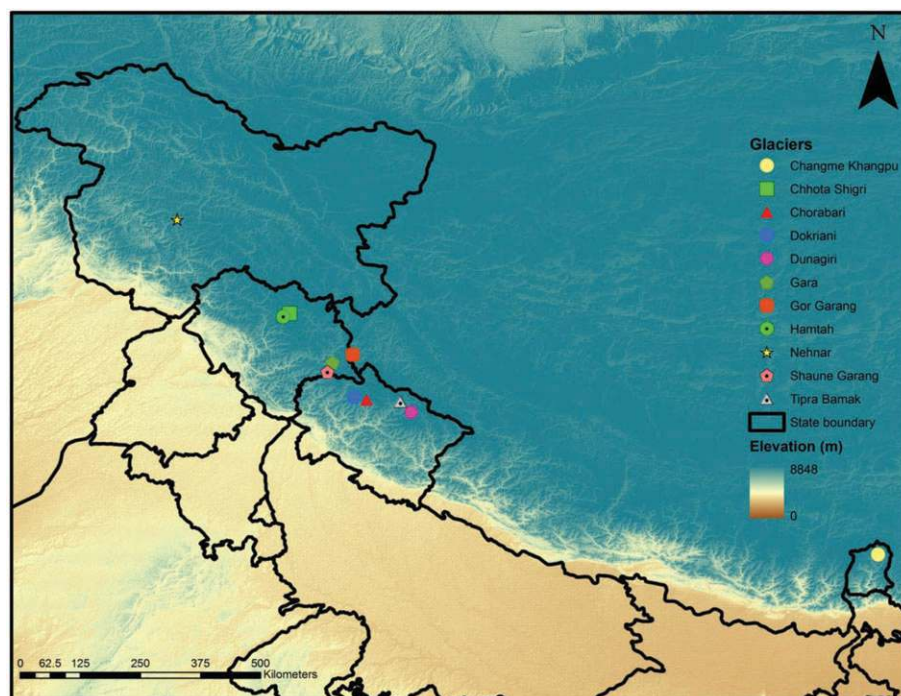 N
Glaciers
Changme Khangpu
Chhota Shigri
Chorabari
Dokriani
Dunagiri
Gara
Gor Garang
Hamtah
Nehnar
Shaune Garang
Tipra Bamak
State boundary
Elevation (m)
8848
0
0 62.5 125 250 375 500
Kilometers